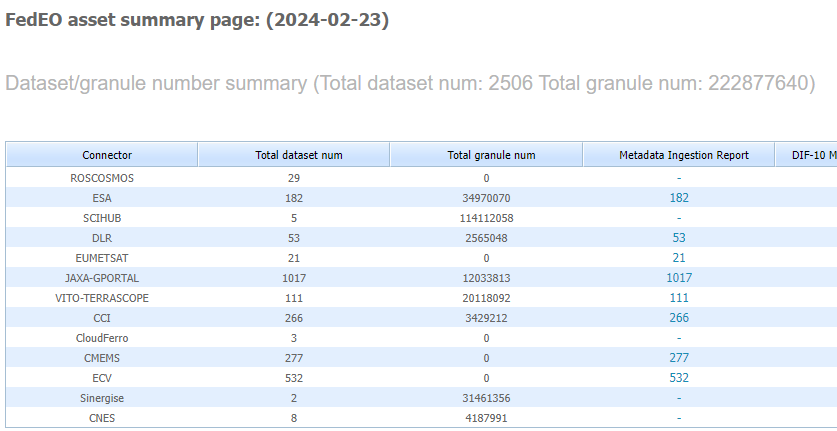 FedEO asset summary page: (2024-02-23)
Dataset/granule number summary (Total dataset num: 2506 Total granule num: 222877640)
Connector Total dataset num Total granule num Metadata Ingestion Report DIF-10 M
ROSCOSMOS 29 0 -
ESA 182 34970070 182
SCIHUB 5 114112058 -
DLR 53 2565048 53
EUMETSAT 21 0 21
JAXA-GPORTAL 1017 12033813 1017
VITO-TERRASCOPE 111 20118092 111
CCI 266 3429212 266
CloudFerro 3 0 -
CMEMS 277 0 277
ECV 532 0 532
Sinergise 2 31461356 -
CNES 8 4187991 -